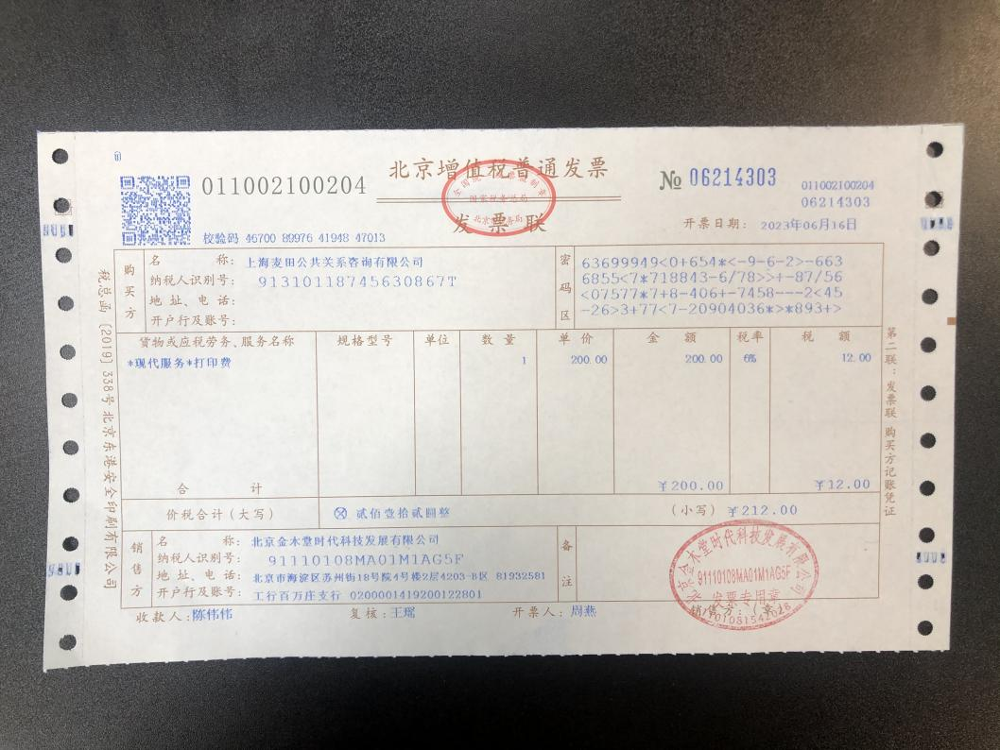 011002100204
北京增值税普通发票
发票联
国家税务总局
№ 06214303
011002100204
06214303
校验码 46700 89976 41948 47013
开票日期: 2023年06月16日
购买方
名称: 上海麦田公共关系咨询有限公司
纳税人识别号: 91310118745630867T
地址、电话:
开户行及账号:
密码区
63699949<0+654*<-9-6-2>-663
6855<7*718843-6/78>>+-87/56
<07577*7+8-406+-7458---2<45
-26>3+77<7-20904036*>*893+>
货物或应税劳务、服务名称 规格型号 单位 数量 单价 金额 税率 税额
*现代服务*打印费 1 200.00 200.00 6% 12.00
合计 ¥200.00 ¥12.00
价税合计(大写) ⊗ 贰佰壹拾贰圆整 (小写) ¥212.00
销售方
名称: 北京金木堂时代科技发展有限公司
纳税人识别号: 91110108MA01M1AG5F
地址、电话: 北京市海淀区苏州街18号院4号楼2层4203-B区 81932581
开户行及账号: 工行百万庄支行 0200001419200122801
备注
北京金木堂时代科技发展有限公司
91110108MA01M1AG5F
发票专用章
收款人: 陈伟伟 复核: 王瑶 开票人: 周燕 销售方: (章)
税总函〔2019〕338号 北京东港安全印刷有限公司
第二联: 发票联 购买方记账凭证